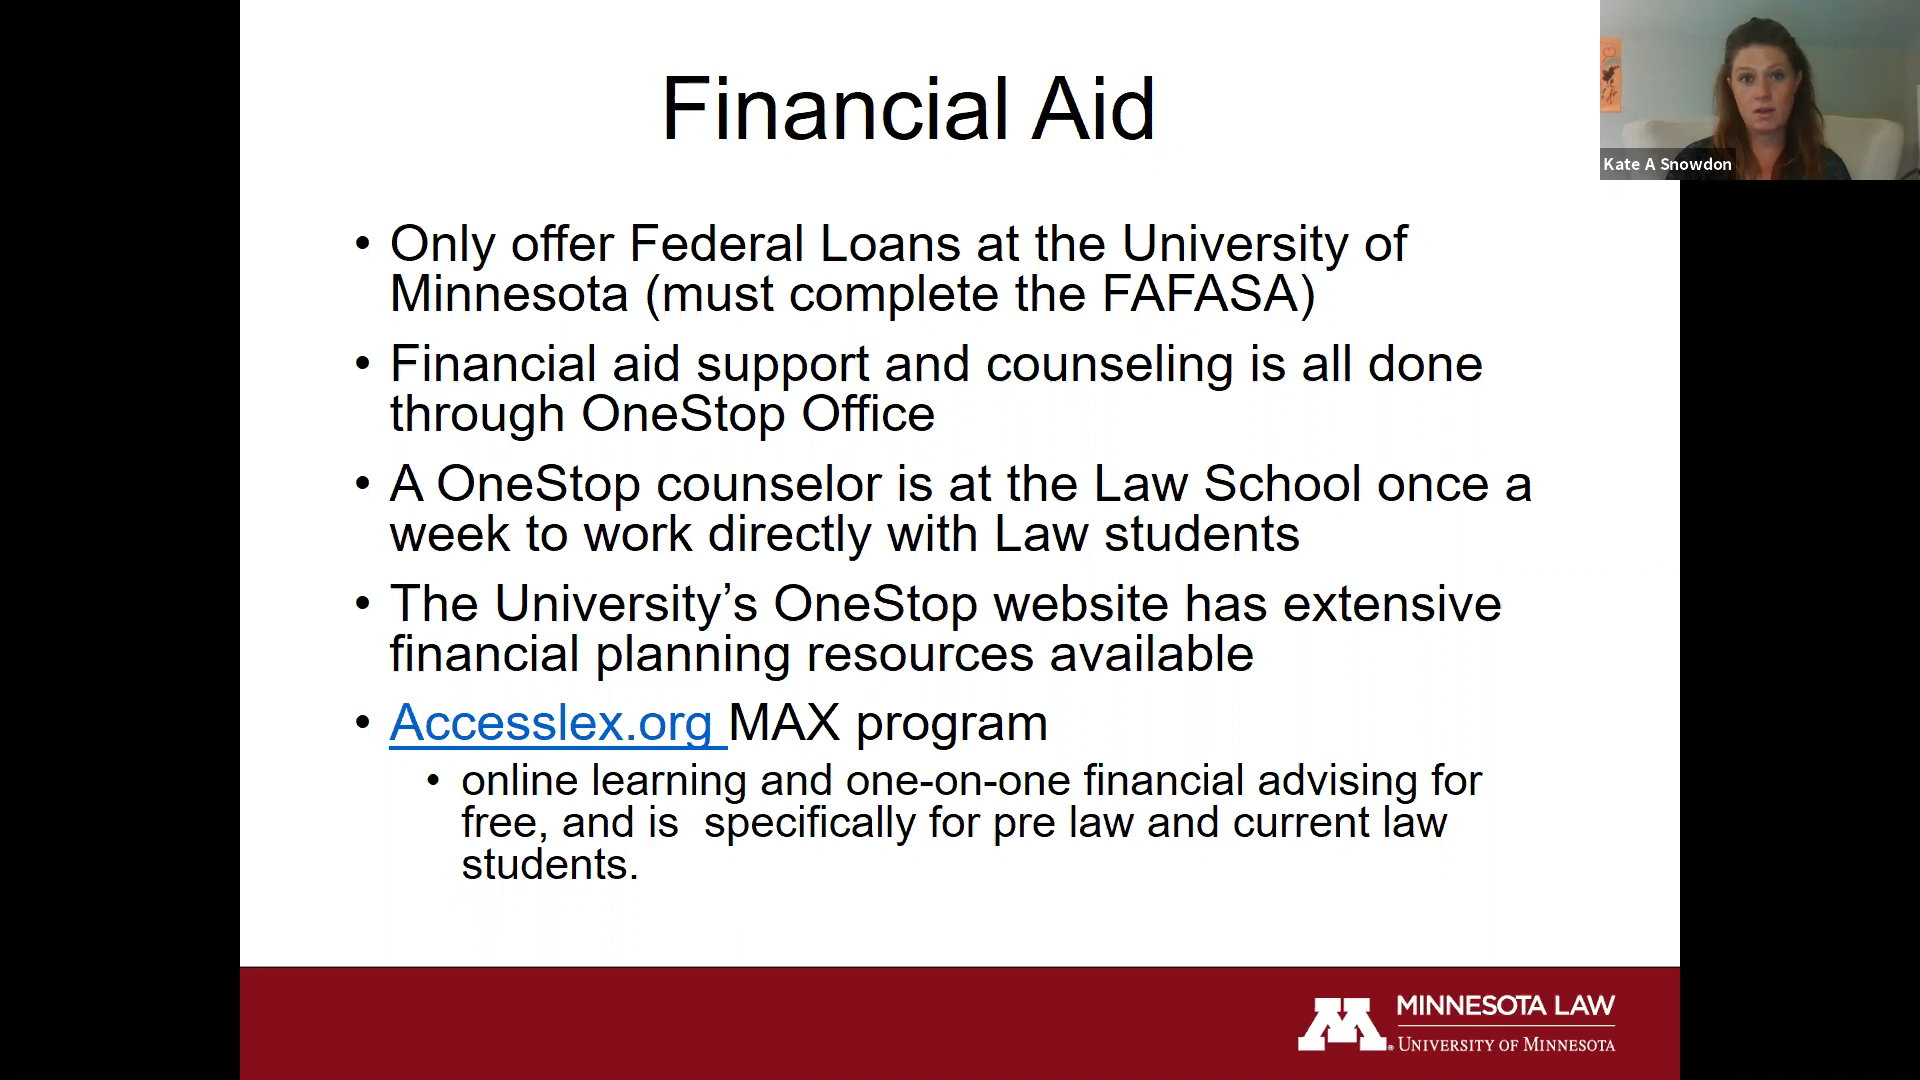 Financial Aid
Kate A Snowdon
• Only offer Federal Loans at the University of
Minnesota (must complete the FAFASA)
• Financial aid support and counseling is all done
through OneStop Office
• A OneStop counselor is at the Law School once a
week to work directly with Law students
• The University’s OneStop website has extensive
financial planning resources available
• Accesslex.org MAX program
• online learning and one-on-one financial advising for
free, and is  specifically for pre law and current law
students.
M®
MINNESOTA LAW
UNIVERSITY OF MINNESOTA